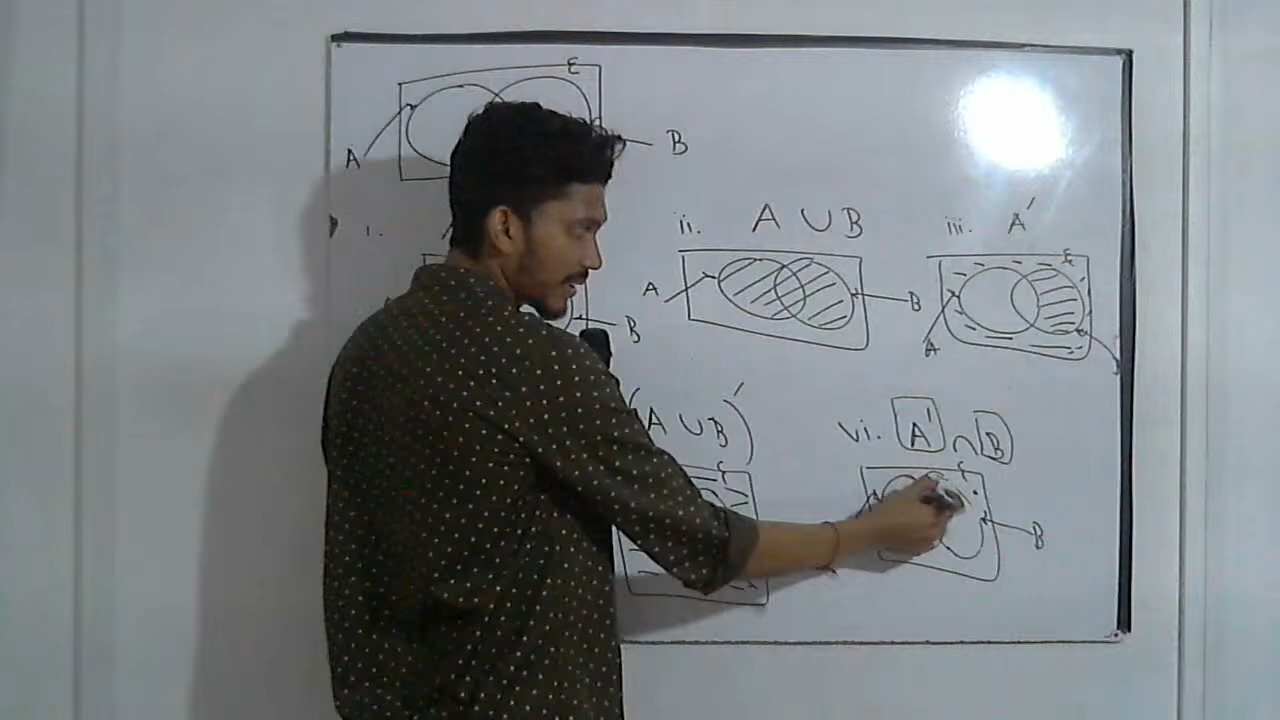 ε
A
B
i.
ii. A ∪ B
iii. A'
A
B
ε
A
B
(A ∪ B)'
vi. A' ∩ B
ε
ε
B